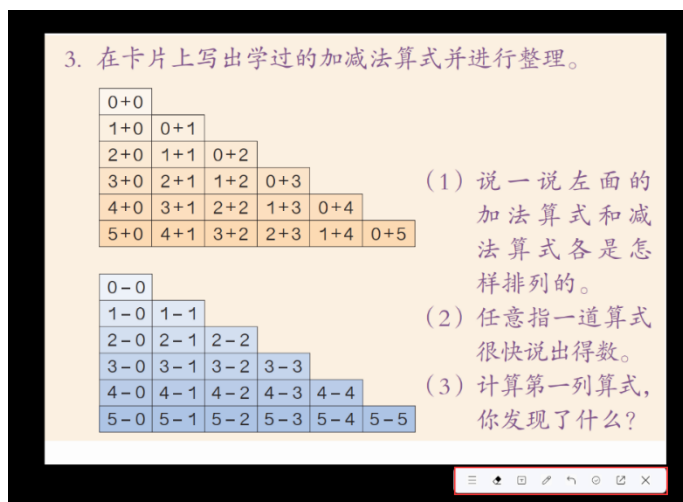 3. 在卡片上写出学过的加减法算式并进行整理。
0+0
1+0 0+1
2+0 1+1 0+2
3+0 2+1 1+2 0+3
4+0 3+1 2+2 1+3 0+4
5+0 4+1 3+2 2+3 1+4 0+5
0-0
1-0 1-1
2-0 2-1 2-2
3-0 3-1 3-2 3-3
4-0 4-1 4-2 4-3 4-4
5-0 5-1 5-2 5-3 5-4 5-5
(1) 说一说左面的
加法算式和减
法算式各是怎
样排列的。
(2) 任意指一道算式
很快说出得数。
(3) 计算第一列算式,
你发现了什么?